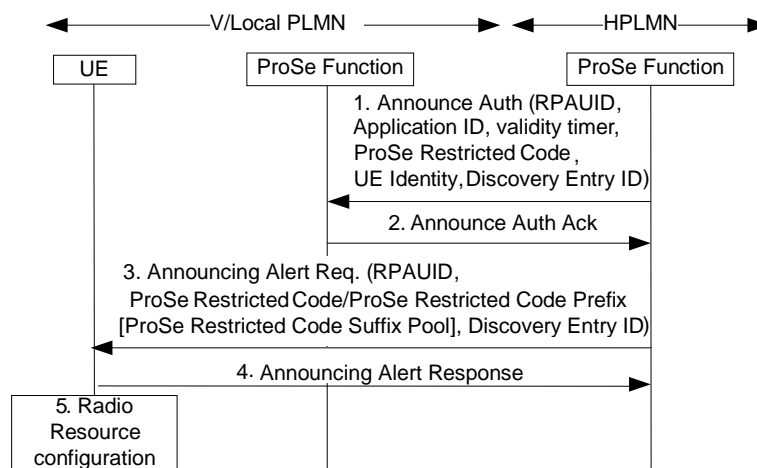 V/Local PLMN
HPLMN
UE
ProSe Function
ProSe Function
1. Announce Auth (RPAUID,
Application ID, validity timer,
ProSe Restricted Code,
UE Identity,Discovery Entry ID)
2. Announce Auth Ack
3. Announcing Alert Req. (RPAUID,
ProSe Restricted Code/ProSe Restricted Code Prefix
[ProSe Restricted Code Suffix Pool], Discovery Entry ID)
4. Announcing Alert Response
5. Radio
Resource
configuration